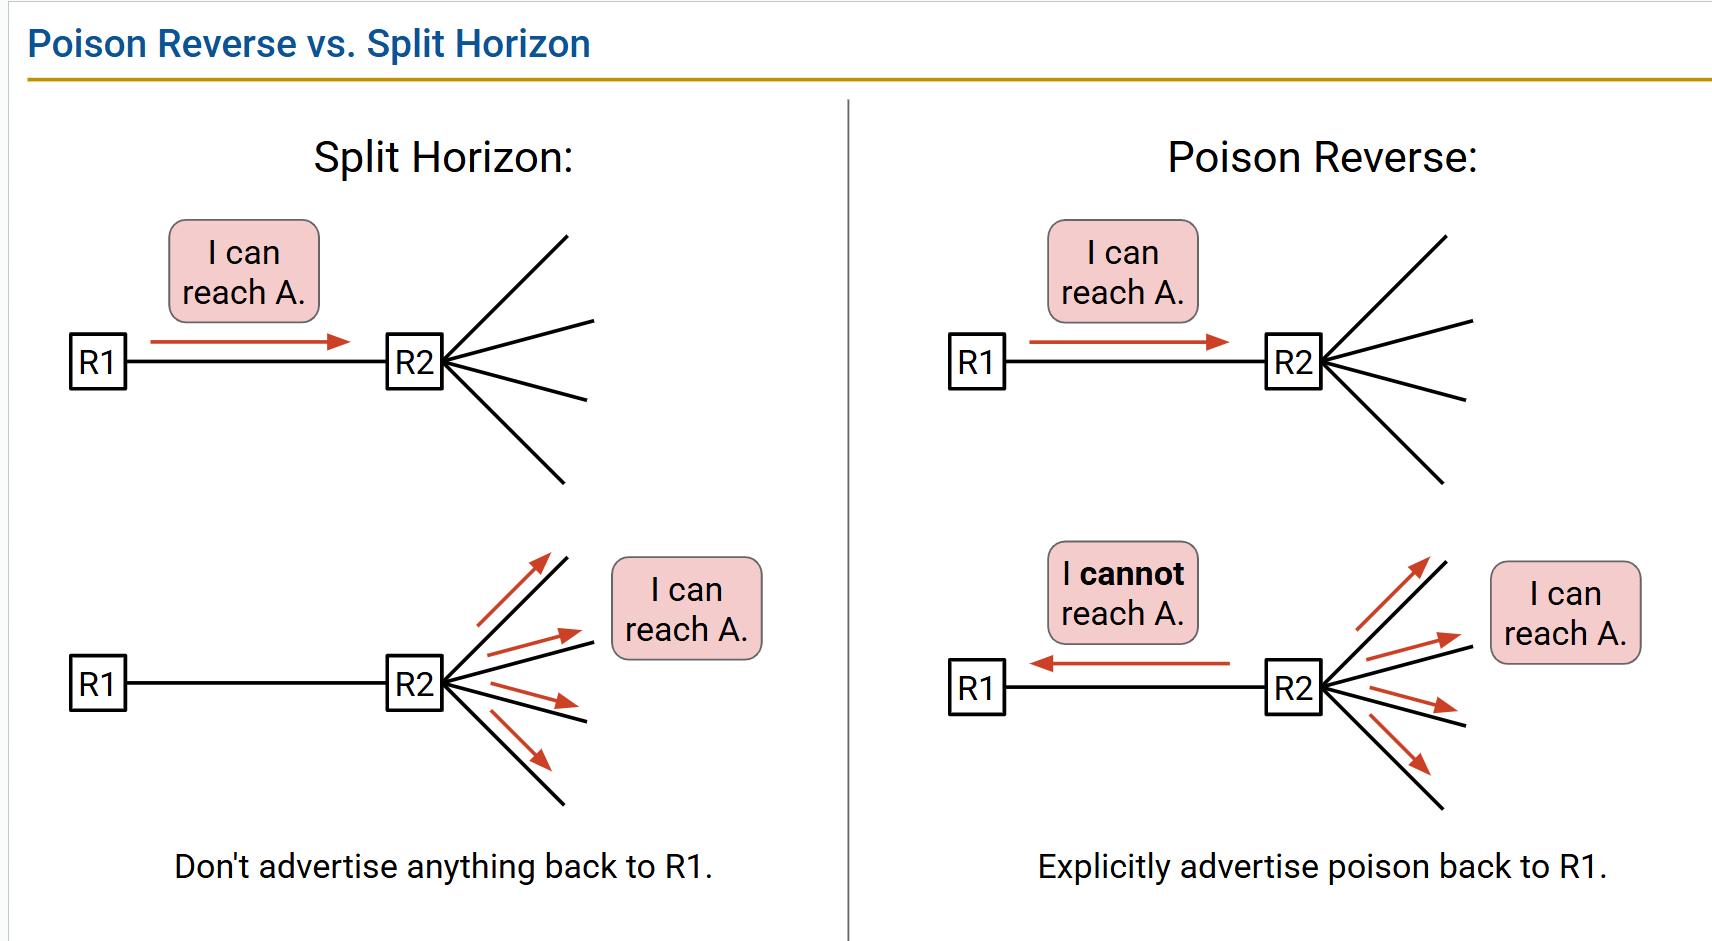 Poison Reverse vs. Split Horizon
Split Horizon:
I can
reach A.
R1
R2
I can
reach A.
R1
R2
Don't advertise anything back to R1.
Poison Reverse:
I can
reach A.
R1
R2
I cannot
reach A.
I can
reach A.
R1
R2
Explicitly advertise poison back to R1.